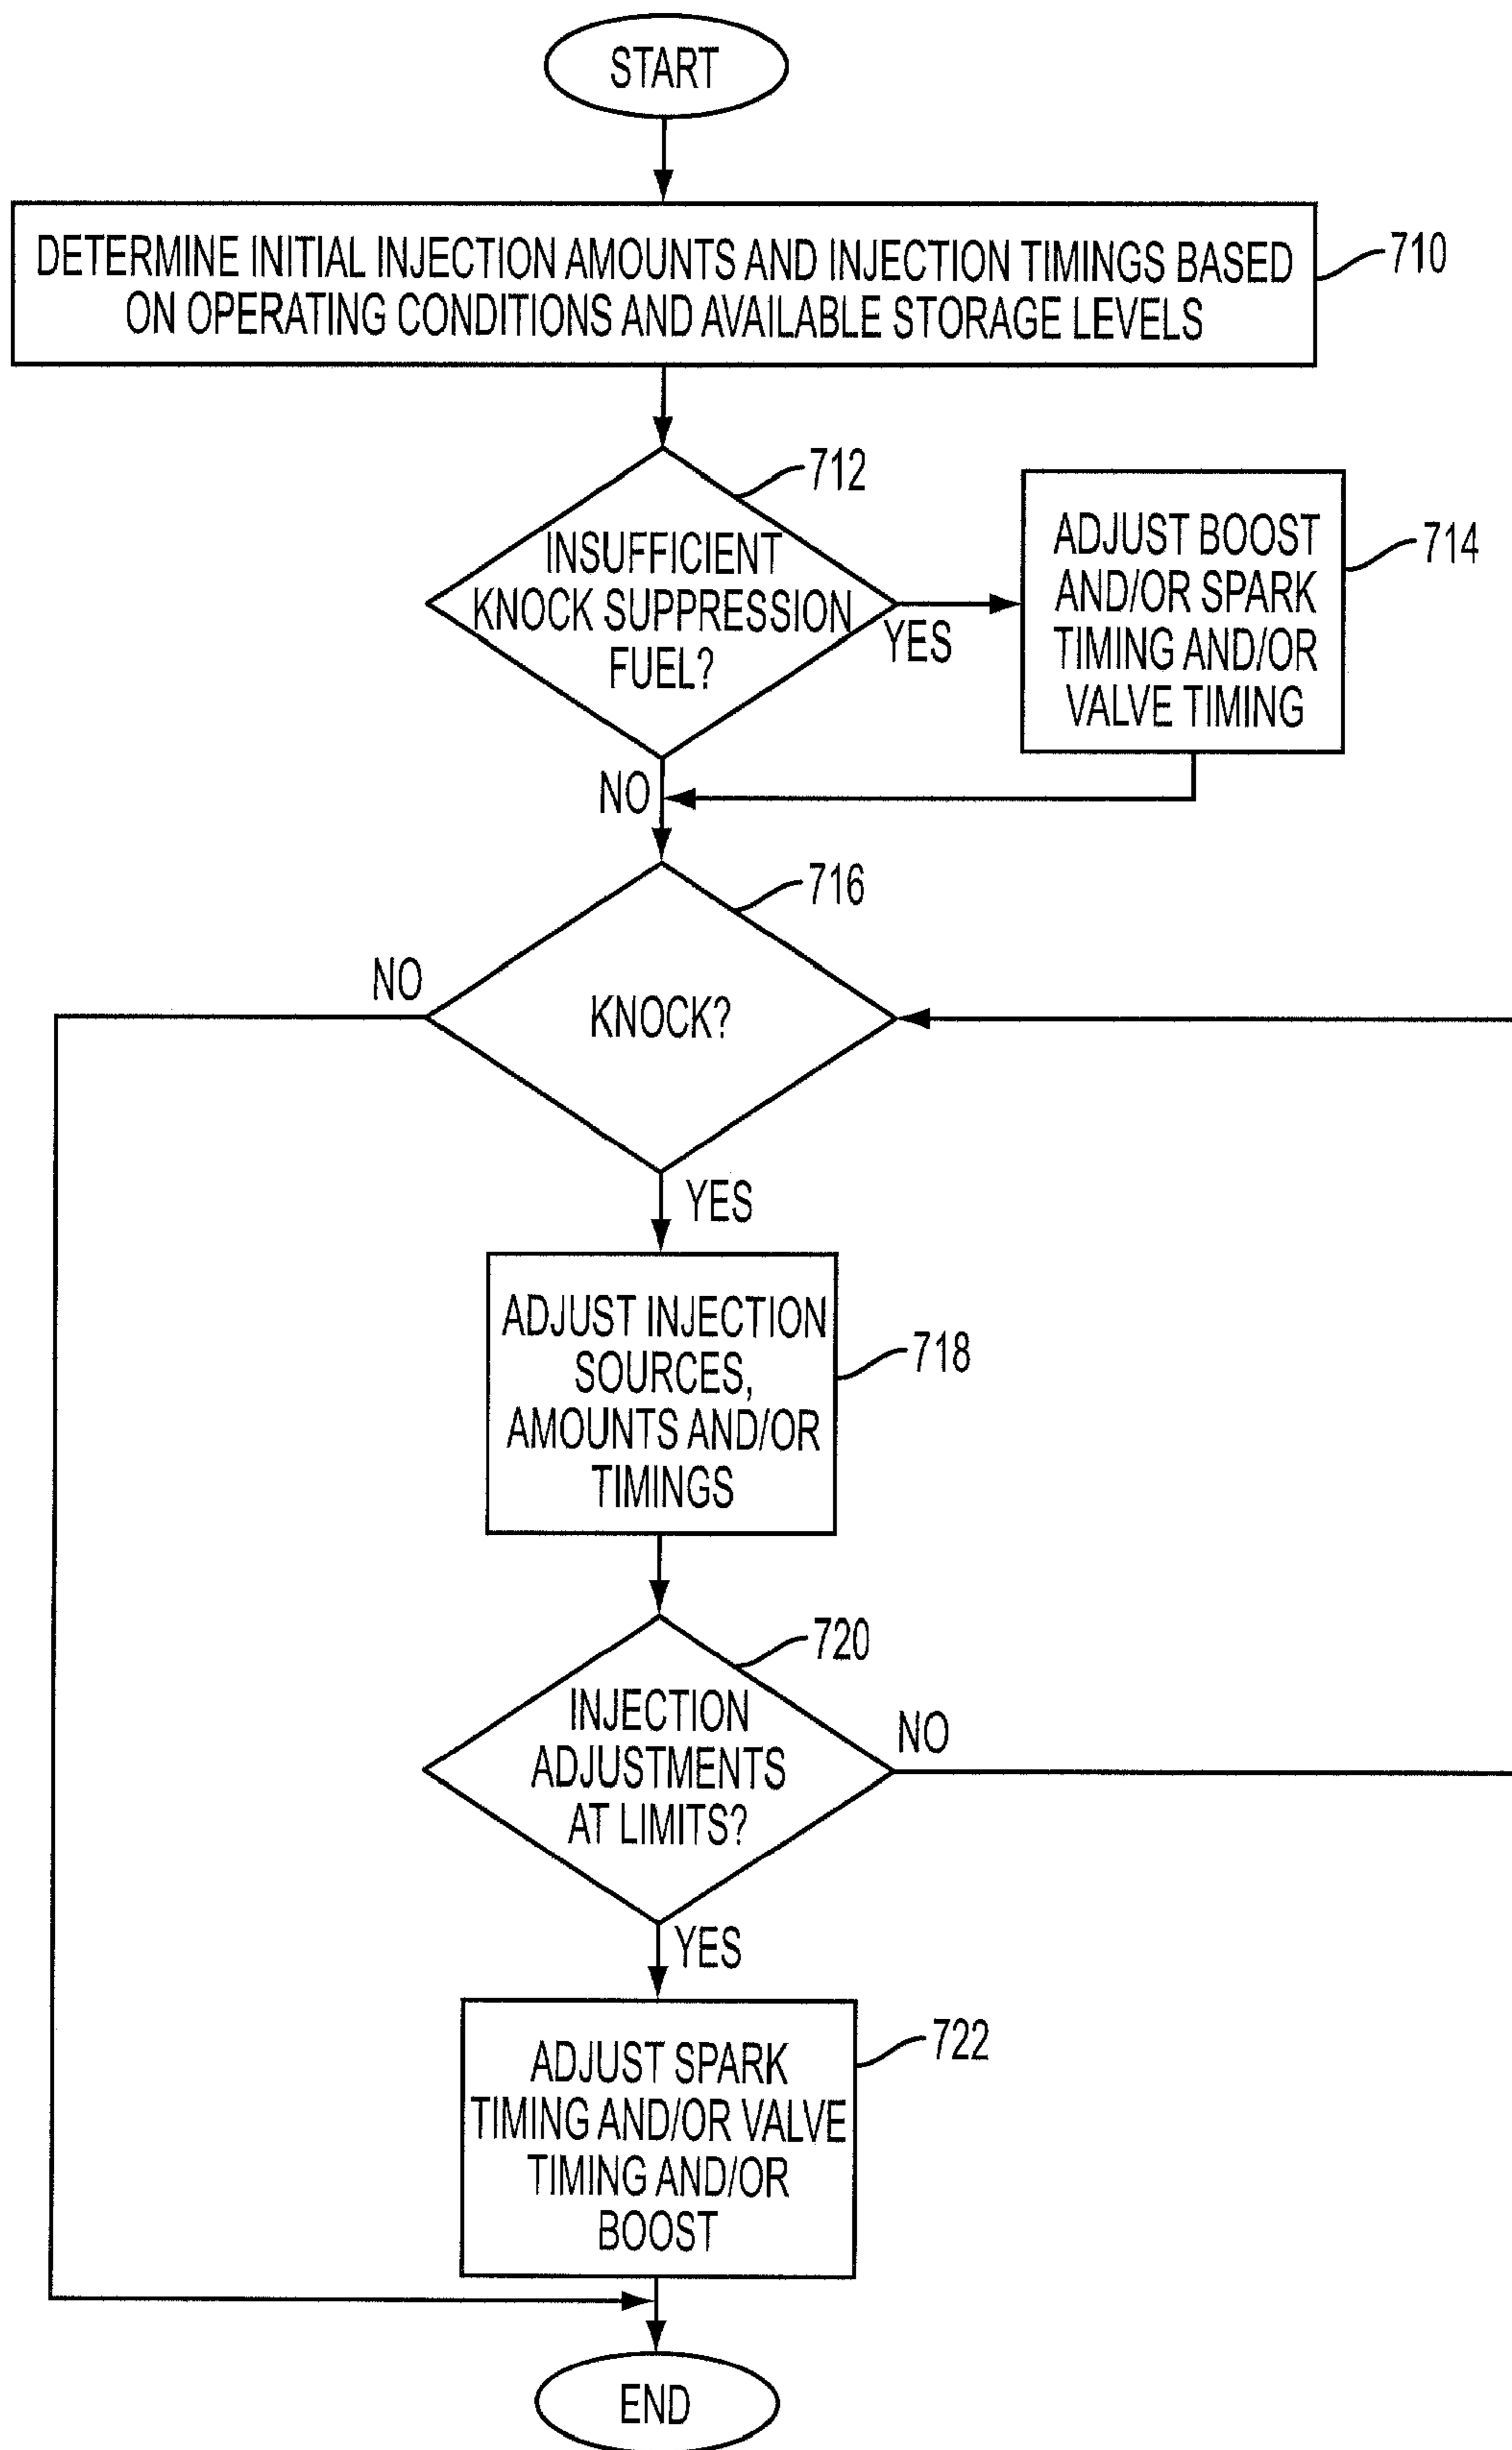 START
DETERMINE INITIAL INJECTION AMOUNTS AND INJECTION TIMINGS BASED
ON OPERATING CONDITIONS AND AVAILABLE STORAGE LEVELS
710
712
INSUFFICIENT
KNOCK SUPPRESSION
FUEL?
YES
ADJUST BOOST
AND/OR SPARK
TIMING AND/OR
VALVE TIMING
714
NO
716
NO
KNOCK?
YES
ADJUST INJECTION
SOURCES,
AMOUNTS AND/OR
TIMINGS
718
720
INJECTION
ADJUSTMENTS
AT LIMITS?
NO
YES
ADJUST SPARK
TIMING AND/OR VALVE
TIMING AND/OR
BOOST
722
END